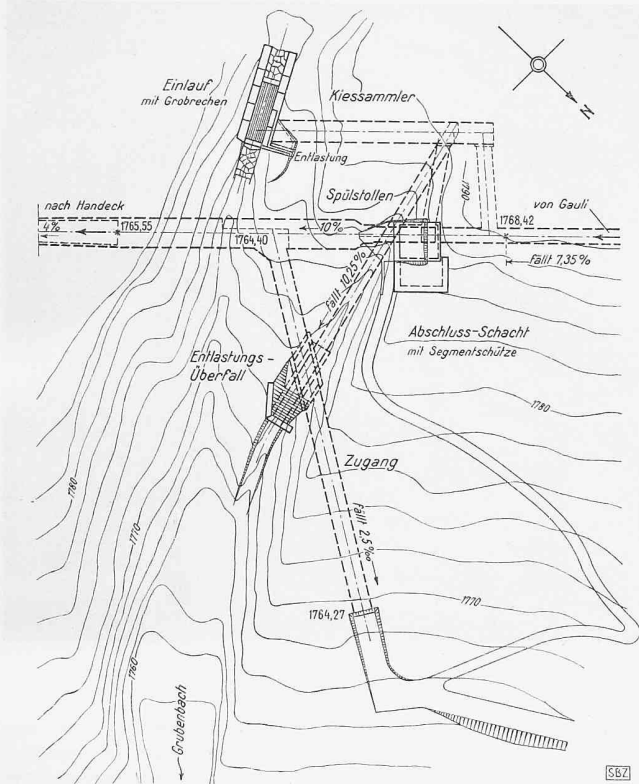 Einlauf
mit Grobrechen
Kiessammler
N
Entlastung
1790
Spülstollen
nach Handeck
1765,55
4‰
1764,40
10%
1768,42
von Gauli
fällt 7,35%
fällt 10,25%
Abschluss-Schacht
mit Segmentschütze
Entlastungs-
Überfall
1780
Zugang
fällt 2,5‰
1780
1770
1770
1764,27
1760
Grubenbach
SBZ